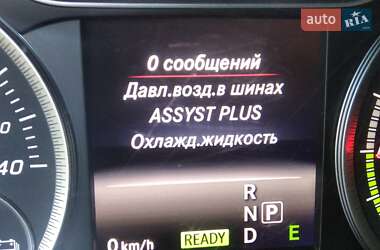 auto RIA
0 сообщений
Давл.возд.в шинах
ASSYST PLUS
Охлажд.жидкость
40
R
N P
D E
0 km/h READY